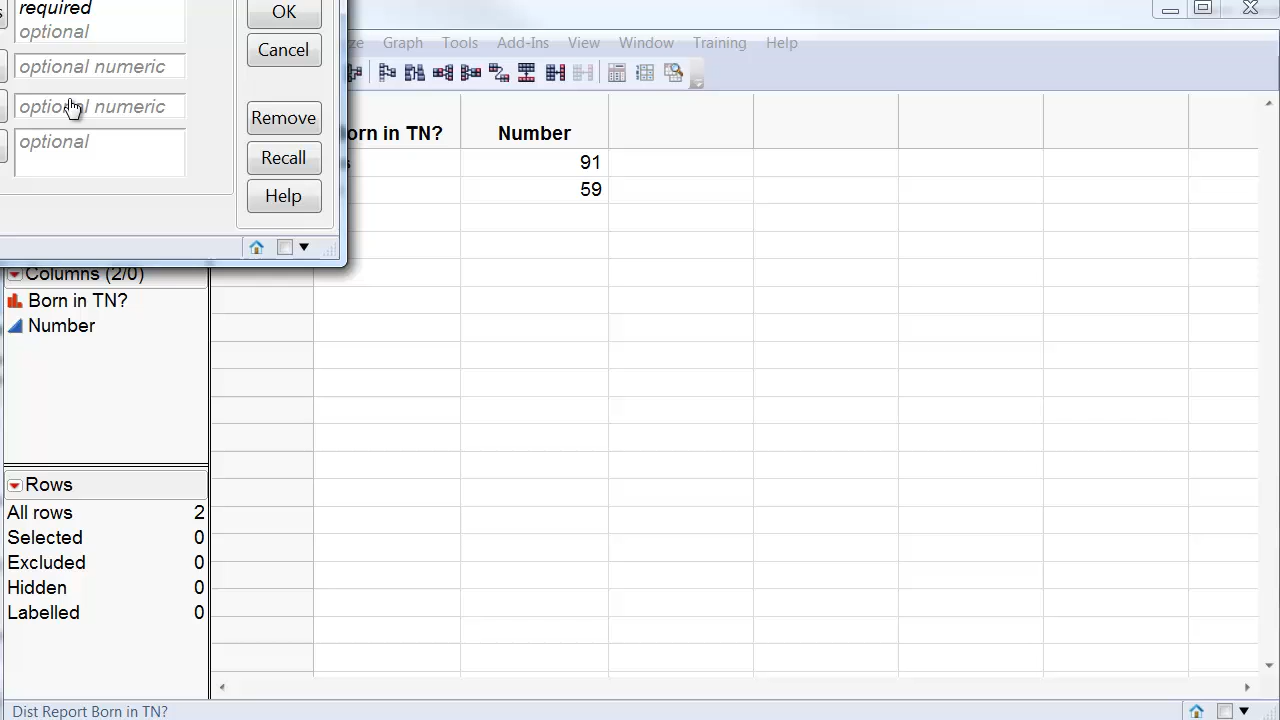 required
optional
optional numeric
optional numeric
optional
OK
Cancel
Remove
Recall
Help
ze Graph Tools Add-Ins View Window Training Help
orn in TN? Number
s 91
59
Columns (2/0)
Born in TN?
Number
Rows
All rows 2
Selected 0
Excluded 0
Hidden 0
Labelled 0
Dist Report Born in TN?